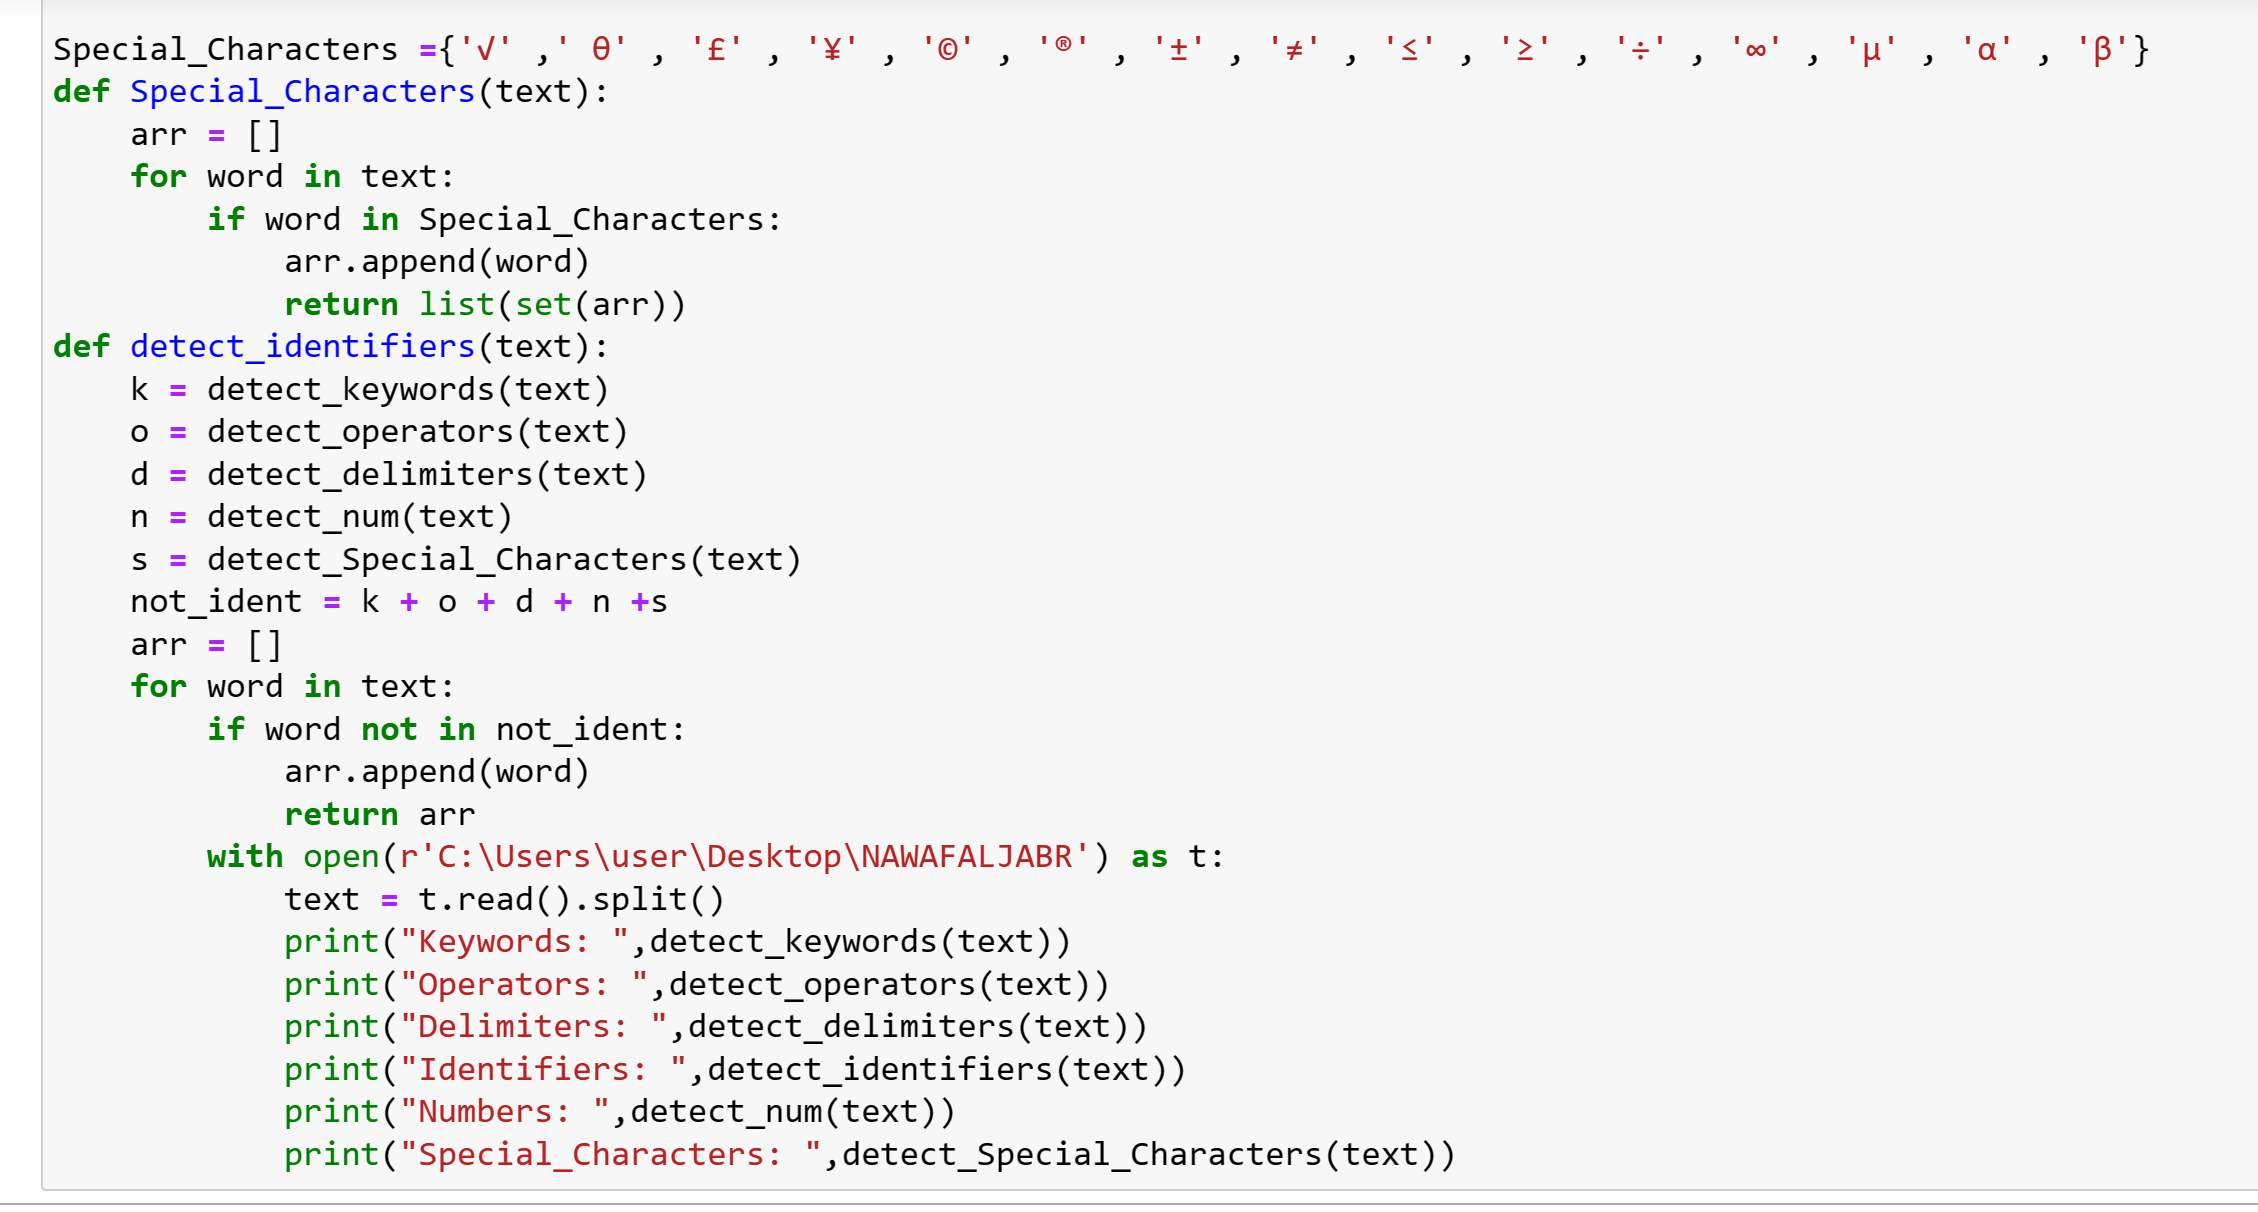 Special_Characters ={'√' ,' θ' , '£' , '¥' , '©' , '®' , '±' , '≠' , '≤' , '≥' , '÷' , '∞' , 'µ' , 'α' , 'β'}
def Special_Characters(text):
    arr = []
    for word in text:
        if word in Special_Characters:
            arr.append(word)
            return list(set(arr))
def detect_identifiers(text):
    k = detect_keywords(text)
    o = detect_operators(text)
    d = detect_delimiters(text)
    n = detect_num(text)
    s = detect_Special_Characters(text)
    not_ident = k + o + d + n +s
    arr = []
    for word in text:
        if word not in not_ident:
            arr.append(word)
            return arr
        with open(r'C:\Users\user\Desktop\NAWAFALJABR') as t:
            text = t.read().split()
            print("Keywords: ",detect_keywords(text))
            print("Operators: ",detect_operators(text))
            print("Delimiters: ",detect_delimiters(text))
            print("Identifiers: ",detect_identifiers(text))
            print("Numbers: ",detect_num(text))
            print("Special_Characters: ",detect_Special_Characters(text))